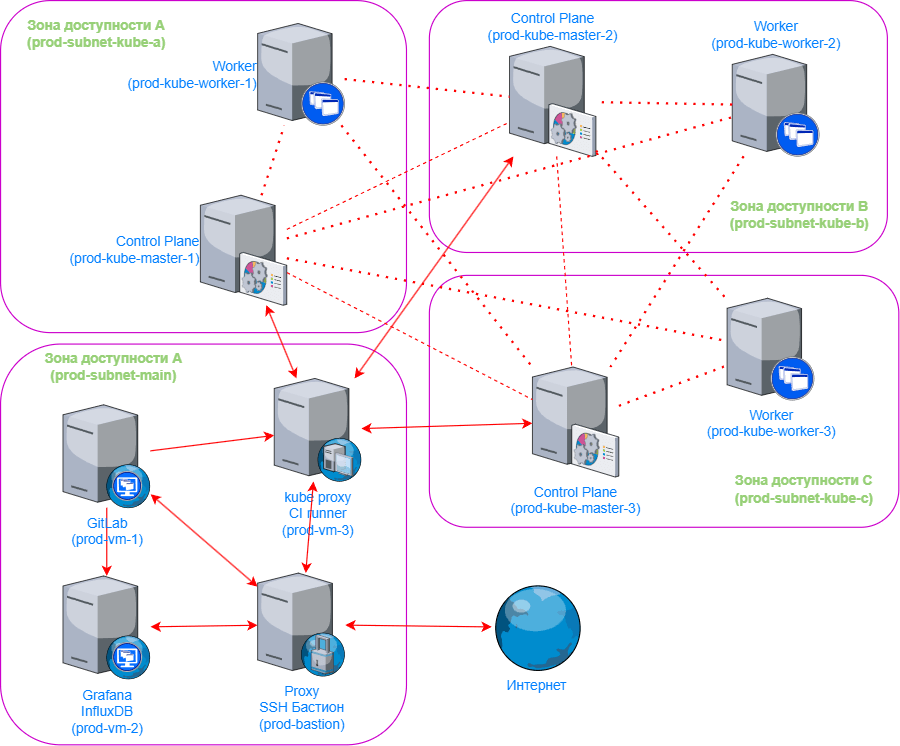 Зона доступности A
(prod-subnet-kube-a)
Worker
(prod-kube-worker-1)
Control Plane
(prod-kube-master-1)
Control Plane
(prod-kube-master-2)
Worker
(prod-kube-worker-2)
Зона доступности B
(prod-subnet-kube-b)
Worker
(prod-kube-worker-3)
Control Plane
(prod-kube-master-3)
Зона доступности C
(prod-subnet-kube-c)
Зона доступности A
(prod-subnet-main)
GitLab
(prod-vm-1)
kube proxy
CI runner
(prod-vm-3)
Grafana
InfluxDB
(prod-vm-2)
Proxy
SSH Бастион
(prod-bastion)
Интернет